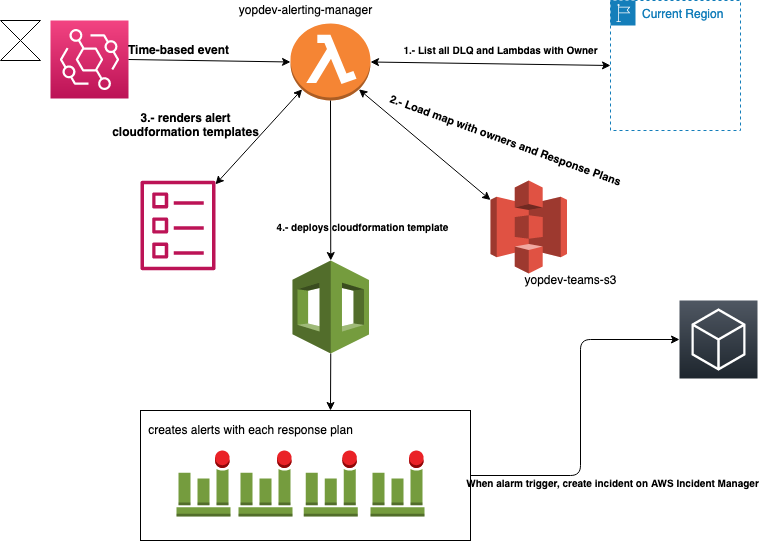 yopdev-alerting-manager
Current Region
Time-based event
1.- List all DLQ and Lambdas with Owner
2.- Load map with owners and Response Plans
3.- renders alert
cloudformation templates
4.- deploys cloudformation template
yopdev-teams-s3
creates alerts with each response plan
When alarm trigger, create incident on AWS Incident Manager